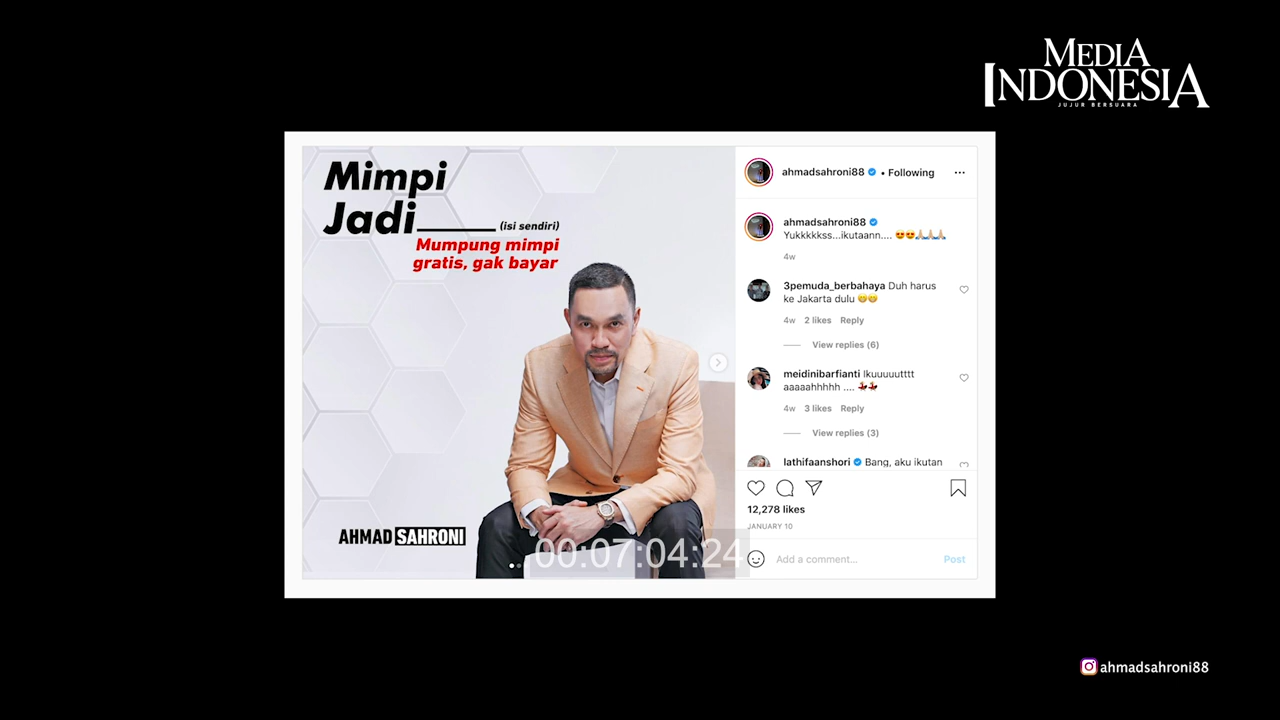 MEDIA
INDONESIA
JUJUR BERSUARA
Mimpi
Jadi________ (isi sendiri)
Mumpung mimpi
gratis, gak bayar
AHMAD SAHRONI
ahmadsahroni88 • Following
ahmadsahroni88
Yukkkkkss...ikutaann.... 😍😍🙏🏼🙏🏼🙏🏼
4w
3pemuda_berbahaya Duh harus
ke Jakarta dulu 😁😁
4w 2 likes Reply
View replies (6)
meidinibarfianti Ikuuuuutttt
aaaaahhhhh .... 💃💃
4w 3 likes Reply
View replies (3)
lathifaanshori Bang, aku ikutan
12,278 likes
JANUARY 10
Add a comment... Post
...00:07:04:24
ahmadsahroni88